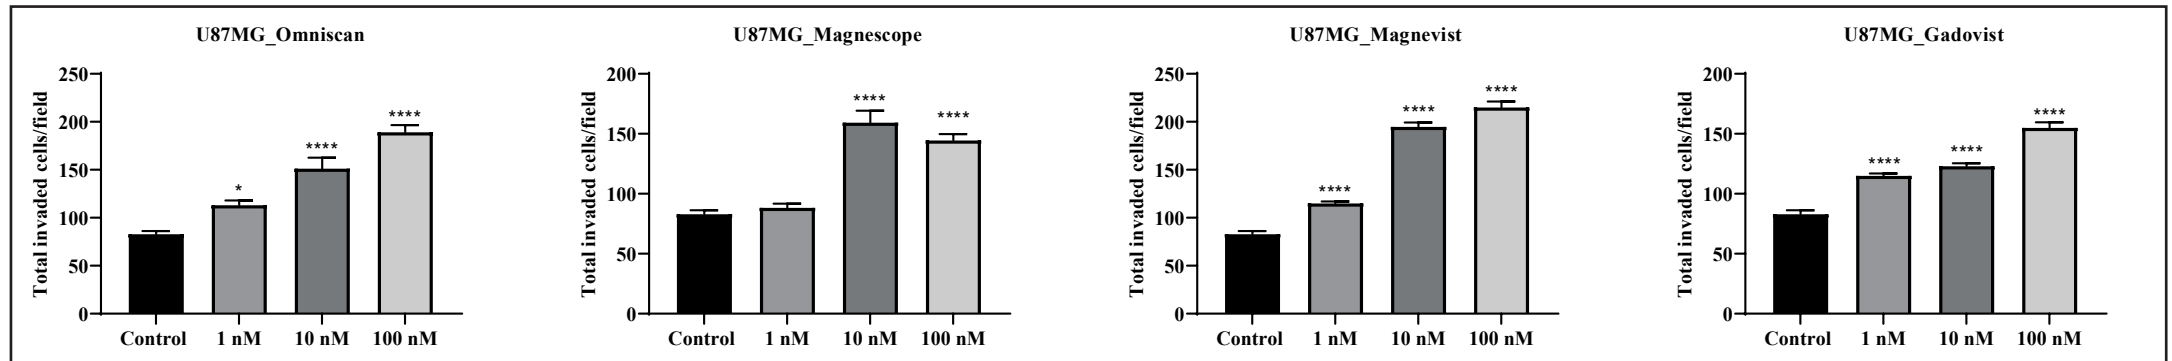 U87MG_Omniscan
Total invaded cells/field
250
200
150
100
50
0
*
****
****
Control 1 nM 10 nM 100 nM
U87MG_Magnescope
Total invaded cells/field
200
150
100
50
0
****
****
Control 1 nM 10 nM 100 nM
U87MG_Magnevist
Total invaded cells/field
250
200
150
100
50
0
****
****
****
Control 1 nM 10 nM 100 nM
U87MG_Gadovist
Total invaded cells/field
200
150
100
50
0
****
****
****
Control 1 nM 10 nM 100 nM